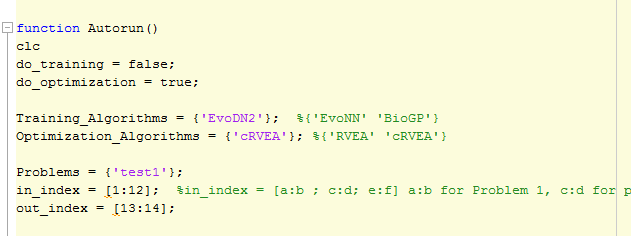 function Autorun()
clc
do_training = false;
do_optimization = true;
Training_Algorithms = {'EvoDN2'}; %{'EvoNN' 'BioGP'}
Optimization_Algorithms = {'cRVEA'}; %{'RVEA' 'cRVEA'}
Problems = {'test1'};
in_index = [1:12]; %in_index = [a:b ; c:d; e:f] a:b for Problem 1, c:d for p
out_index = [13:14];